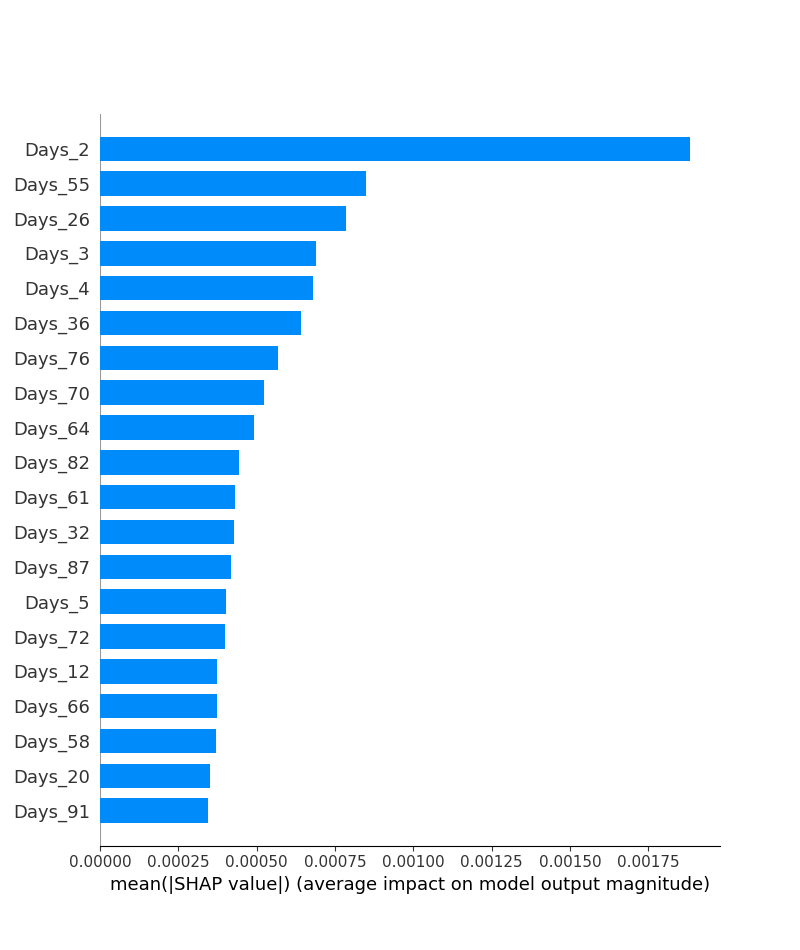 Days_2
Days_55
Days_26
Days_3
Days_4
Days_36
Days_76
Days_70
Days_64
Days_82
Days_61
Days_32
Days_87
Days_5
Days_72
Days_12
Days_66
Days_58
Days_20
Days_91
0.00000 0.00025 0.00050 0.00075 0.00100 0.00125 0.00150 0.00175
mean(|SHAP value|) (average impact on model output magnitude)